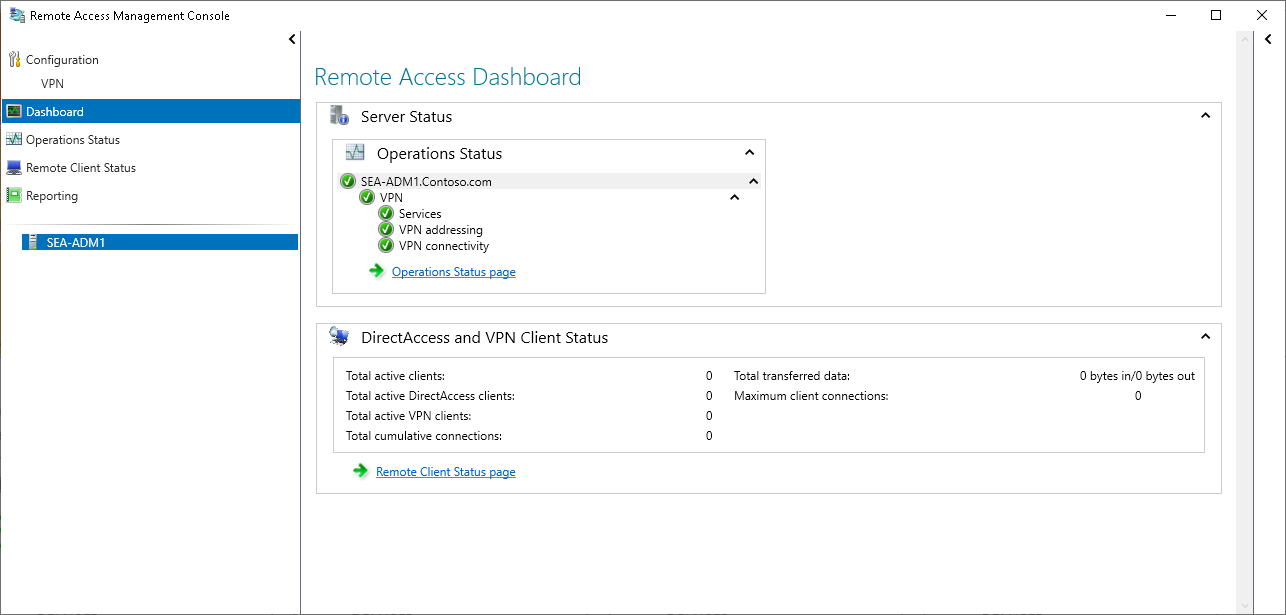 Remote Access Management Console
Configuration
VPN
Dashboard
Operations Status
Remote Client Status
Reporting
SEA-ADM1
Remote Access Dashboard
Server Status
Operations Status
SEA-ADM1.Contoso.com
VPN
Services
VPN addressing
VPN connectivity
Operations Status page
DirectAccess and VPN Client Status
Total active clients: 0 Total transferred data: 0 bytes in/0 bytes out
Total active DirectAccess clients: 0 Maximum client connections: 0
Total active VPN clients: 0
Total cumulative connections: 0
Remote Client Status page